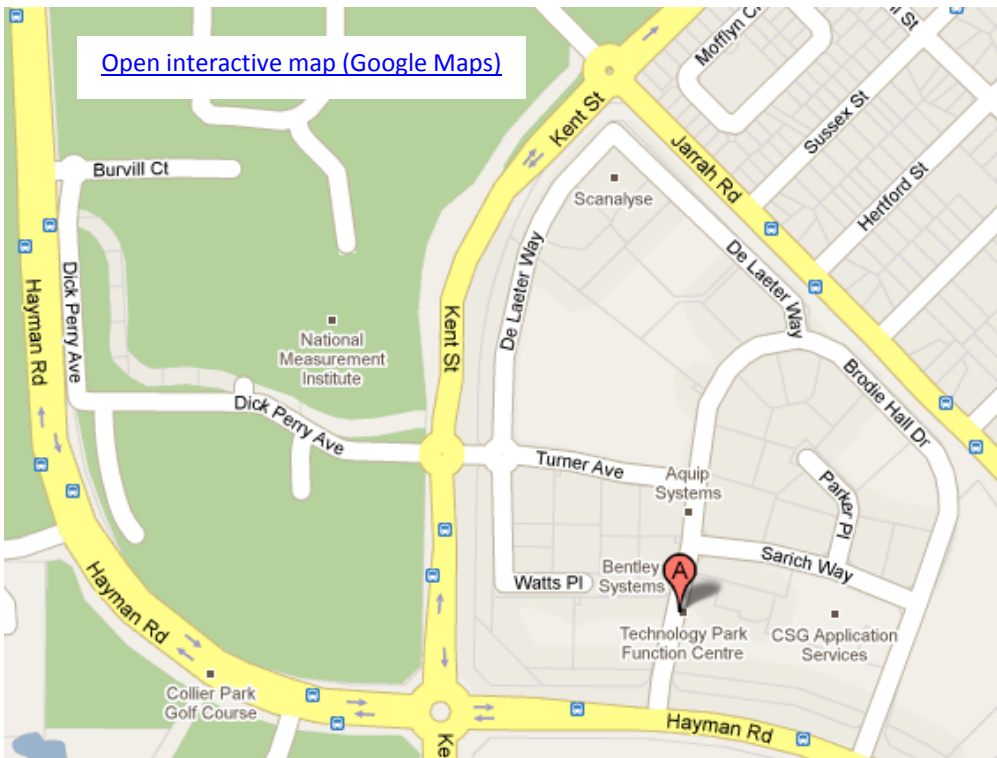 Open interactive map (Google Maps)
Mofflyn
St
Kent St
Sussex St
Burvill Ct
Jarrah Rd
Hertford St
Scanalyse
De Laeter Way
De Laeter Way
Hayman Rd
Dick Perry Ave
Kent St
National
Measurement
Institute
Brodie Hall Dr
Dick Perry Ave
Turner Ave
Aquip
Systems
Parker Pl
Sarich Way
Hayman Rd
Watts Pl
Bentley
Systems
A
Technology Park
Function Centre
CSG Application
Services
Collier Park
Golf Course
Hayman Rd
Ke